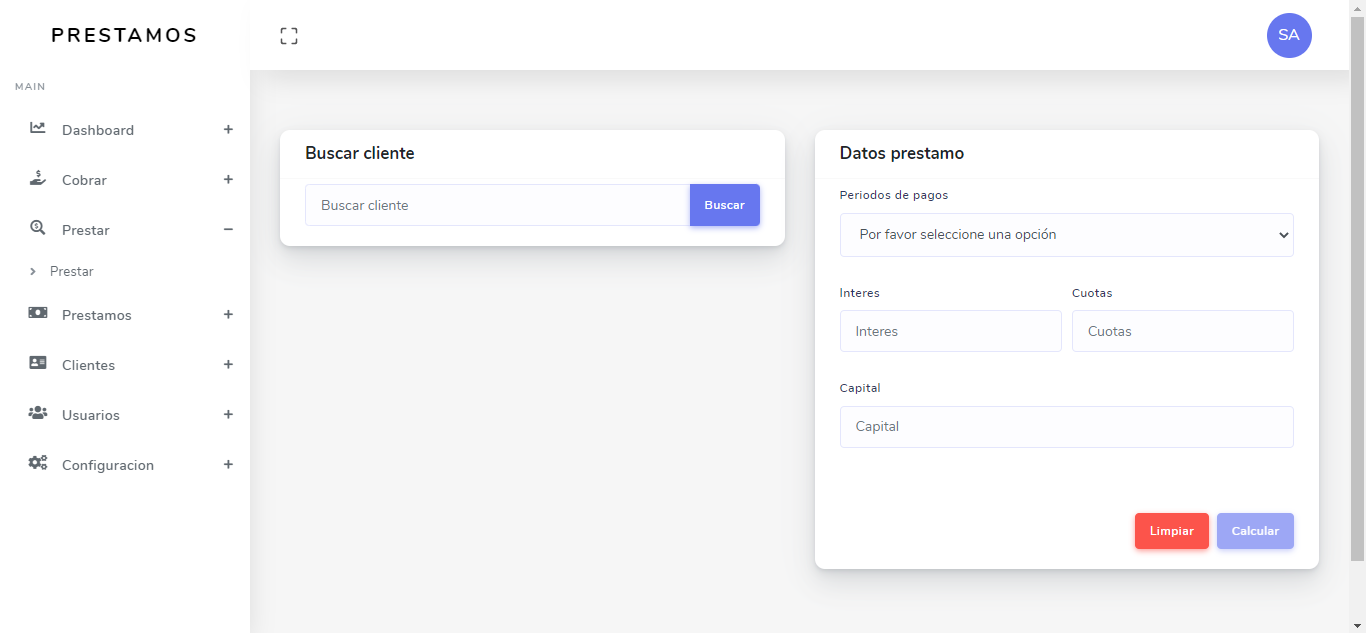 PRESTAMOS
SA
MAIN
Dashboard
Cobrar
Prestar
Prestar
Prestamos
Clientes
Usuarios
Configuracion
Buscar cliente
Buscar cliente
Buscar
Datos prestamo
Periodos de pagos
Por favor seleccione una opción
Interes Cuotas
Interes Cuotas
Capital
Capital
Limpiar Calcular